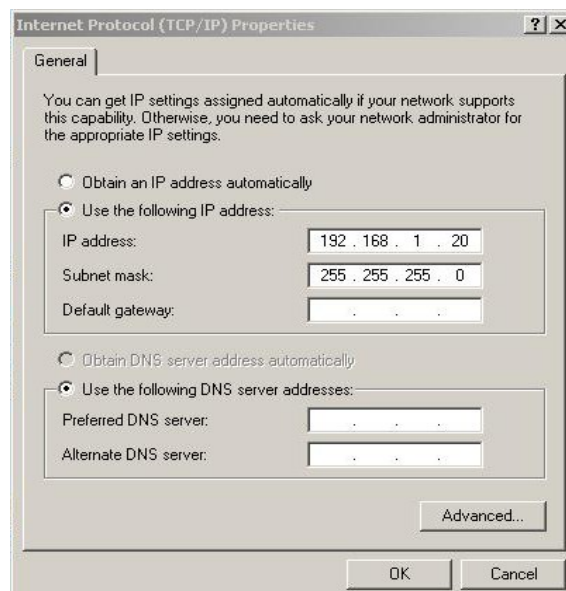 Internet Protocol (TCP/IP) Properties
General
You can get IP settings assigned automatically if your network supports
this capability. Otherwise, you need to ask your network administrator for
the appropriate IP settings.
Obtain an IP address automatically
Use the following IP address:
IP address: 192 . 168 . 1 . 20
Subnet mask: 255 . 255 . 255 . 0
Default gateway: . . .
Obtain DNS server address automatically
Use the following DNS server addresses:
Preferred DNS server: . . .
Alternate DNS server: . . .
Advanced...
OK Cancel